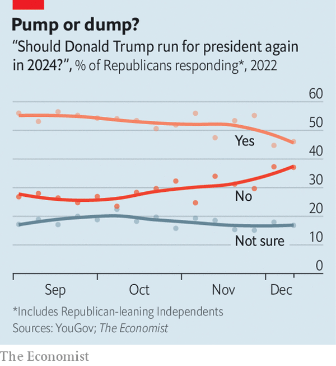 Pump or dump?
“Should Donald Trump run for president again
in 2024?”, % of Republicans responding*, 2022
60
50
Yes
40
30
No
20
10
Not sure
0
Sep Oct Nov Dec
*Includes Republican-leaning Independents
Sources: YouGov; The Economist
The Economist